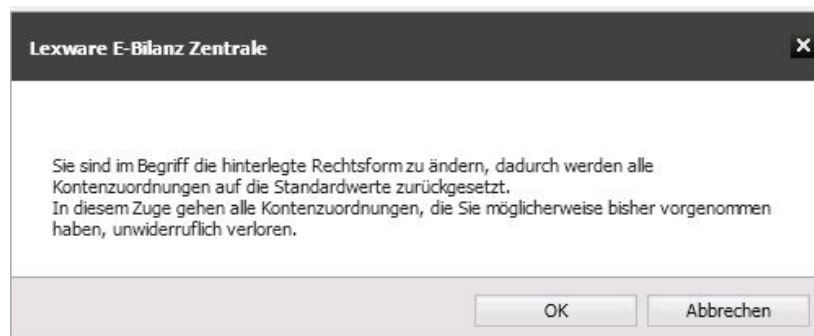 Lexware E-Bilanz Zentrale
Sie sind im Begriff die hinterlegte Rechtsform zu ändern, dadurch werden alle
Kontenzuordnungen auf die Standardwerte zurückgesetzt.
In diesem Zuge gehen alle Kontenzuordnungen, die Sie möglicherweise bisher vorgenommen
haben, unwiderruflich verloren.
OK
Abbrechen